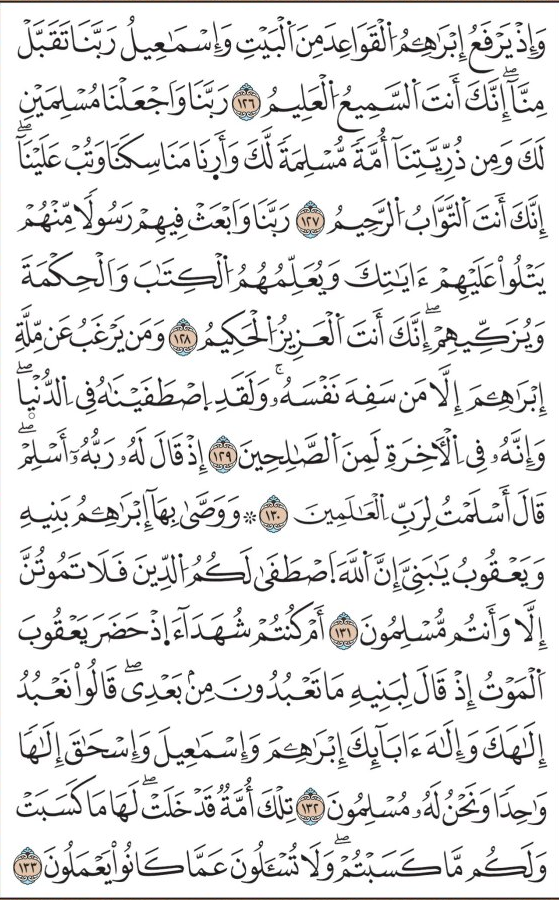 وَإِذۡ يَرۡفَعُ إِبۡرَٰهِـۧمُ ٱلۡقَوَاعِدَ مِنَ ٱلۡبَيۡتِ وَإِسۡمَٰعِيلُ رَبَّنَا تَقَبَّلۡ
مِنَّآۖ إِنَّكَ أَنتَ ٱلسَّمِيعُ ٱلۡعَلِيمُ ١٢٦ رَبَّنَا وَٱجۡعَلۡنَا مُسۡلِمَيۡنِ
لَكَ وَمِن ذُرِّيَّتِنَآ أُمَّةٗ مُّسۡلِمَةٗ لَّكَ وَأَرۡنَا مَنَاسِكَنَا وَتُبۡ عَلَيۡنَآۖ
إِنَّكَ أَنتَ ٱلتَّوَّابُ ٱلرَّحِيمُ ١٢٧ رَبَّنَا وَٱبۡعَثۡ فِيهِمۡ رَسُولٗا مِّنۡهُمۡ
يَتۡلُواْ عَلَيۡهِمۡ ءَايَٰتِكَ وَيُعَلِّمُهُمُ ٱلۡكِتَٰبَ وَٱلۡحِكۡمَةَ
وَيُزَكِّيهِمۡۖ إِنَّكَ أَنتَ ٱلۡعَزِيزُ ٱلۡحَكِيمُ ١٢٨ وَمَن يَرۡغَبُ عَن مِّلَّةِ
إِبۡرَٰهِـۧمَ إِلَّا مَن سَفِهَ نَفۡسَهُۥۚ وَلَقَدِ ٱصۡطَفَيۡنَٰهُ فِي ٱلدُّنۡيَاۖ
وَإِنَّهُۥ فِي ٱلۡأٓخِرَةِ لَمِنَ ٱلصَّٰلِحِينَ ١٢٩ إِذۡ قَالَ لَهُۥ رَبُّهُۥٓ أَسۡلِمۡۖ
قَالَ أَسۡلَمۡتُ لِرَبِّ ٱلۡعَٰلَمِينَ ١٣٠ ۞ وَوَصَّىٰ بِهَآ إِبۡرَٰهِـۧمُ بَنِيهِ
وَيَعۡقُوبُ يَٰبَنِيَّ إِنَّ ٱللَّهَ ٱصۡطَفَىٰ لَكُمُ ٱلدِّينَ فَلَا تَمُوتُنَّ
إِلَّا وَأَنتُم مُّسۡلِمُونَ ١٣١ أَمۡ كُنتُمۡ شُهَدَآءَ إِذۡ حَضَرَ يَعۡقُوبَ
ٱلۡمَوۡتُ إِذۡ قَالَ لِبَنِيهِ مَا تَعۡبُدُونَ مِنۢ بَعۡدِيۖ قَالُواْ نَعۡبُدُ
إِلَٰهَكَ وَإِلَٰهَ ءَابَآئِكَ إِبۡرَٰهِـۧمَ وَإِسۡمَٰعِيلَ وَإِسۡحَٰقَ إِلَٰهٗا
وَٰحِدٗا وَنَحۡنُ لَهُۥ مُسۡلِمُونَ ١٣٢ تِلۡكَ أُمَّةٞ قَدۡ خَلَتۡۖ لَهَا مَا كَسَبَتۡ
وَلَكُم مَّا كَسَبۡتُمۡۖ وَلَا تُسۡـَٔلُونَ عَمَّا كَانُواْ يَعۡمَلُونَ ١٣٣